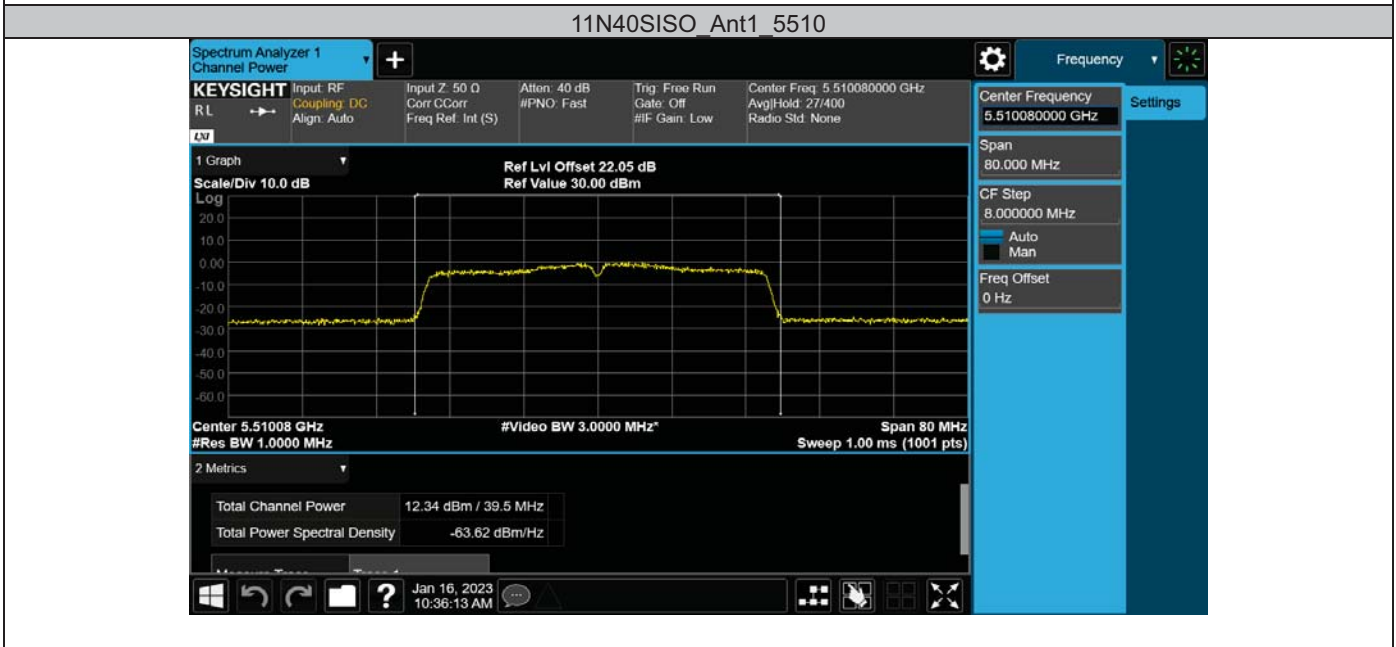 11N40SISO_Ant1_5510
Spectrum Analyzer 1
Channel Power
Frequency
KEYSIGHT
RL
LXI
Input: RF
Coupling: DC
Align: Auto
Input Z: 50 Ω
Corr CCorr
Freq Ref: Int (S)
Atten: 40 dB
#PNO: Fast
Trig: Free Run
Gate: Off
#IF Gain: Low
Center Freq: 5.510080000 GHz
Avg|Hold: 27/400
Radio Std: None
Center Frequency
5.510080000 GHz
Settings
Span
80.000 MHz
CF Step
8.000000 MHz
Auto
Man
Freq Offset
0 Hz
1 Graph
Scale/Div 10.0 dB
Ref Lvl Offset 22.05 dB
Ref Value 30.00 dBm
Log
20.0
10.0
0.00
-10.0
-20.0
-30.0
-40.0
-50.0
-60.0
Center 5.51008 GHz
#Video BW 3.0000 MHz*
Span 80 MHz
#Res BW 1.0000 MHz
Sweep 1.00 ms (1001 pts)
2 Metrics
Total Channel Power 12.34 dBm / 39.5 MHz
Total Power Spectral Density -63.62 dBm/Hz
?
Jan 16, 2023
10:36:13 AM